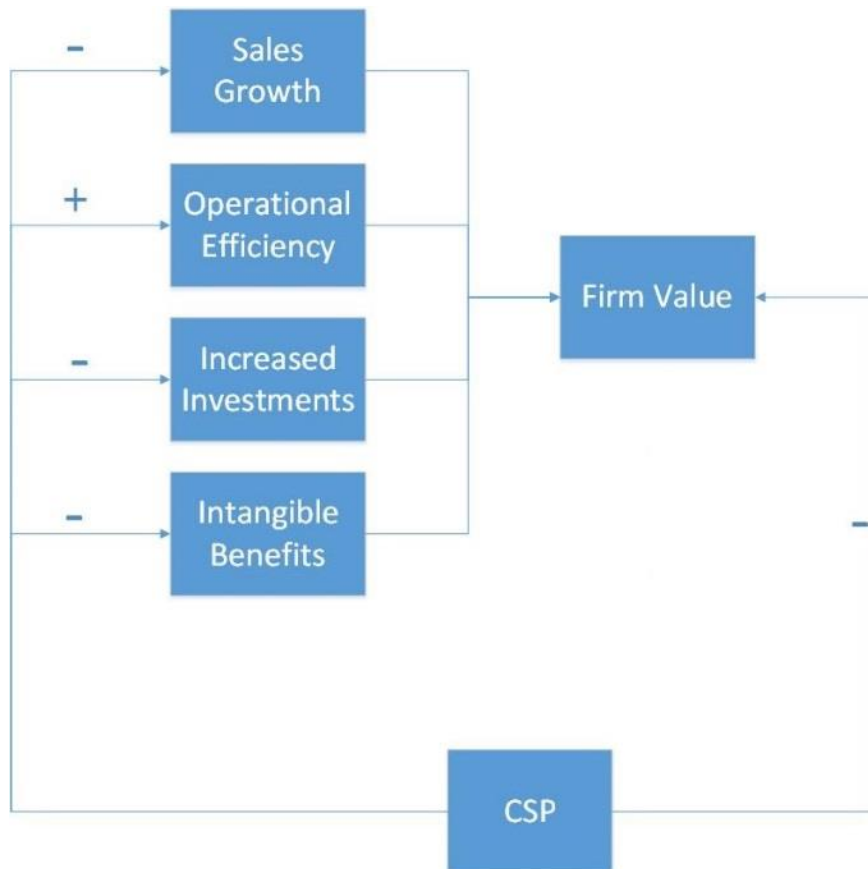 -
Sales
Growth
+
Operational
Efficiency
Firm Value
-
Increased
Investments
-
Intangible
Benefits
-
CSP